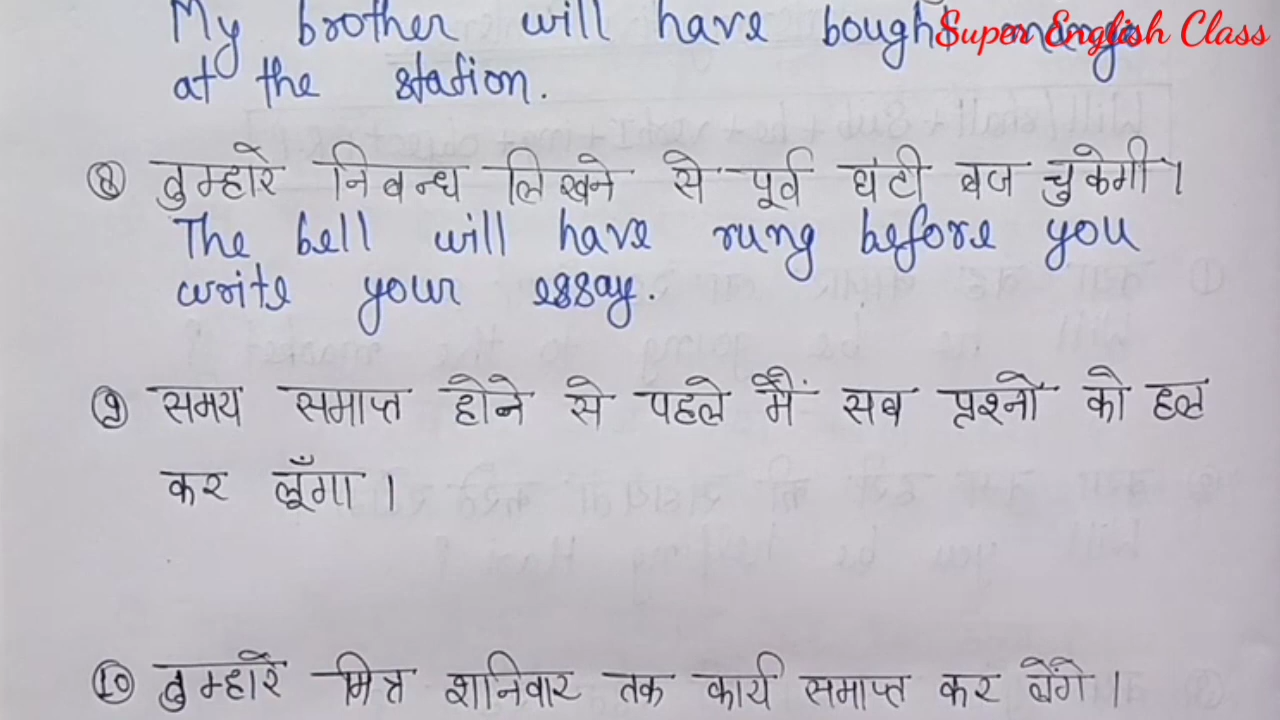 My brother will have bought mango
Super English Class
at the station.
⑧ तुम्हारे निबन्ध लिखने से पूर्व घंटी बज चुकेगी।
The bell will have rung before you
write your essay.
⑨ समय समाप्त होने से पहले मैं सब प्रश्नों को हल
कर लूँगा।
⑩ तुम्हारे मित्र शनिवार तक कार्य समाप्त कर लेंगे।